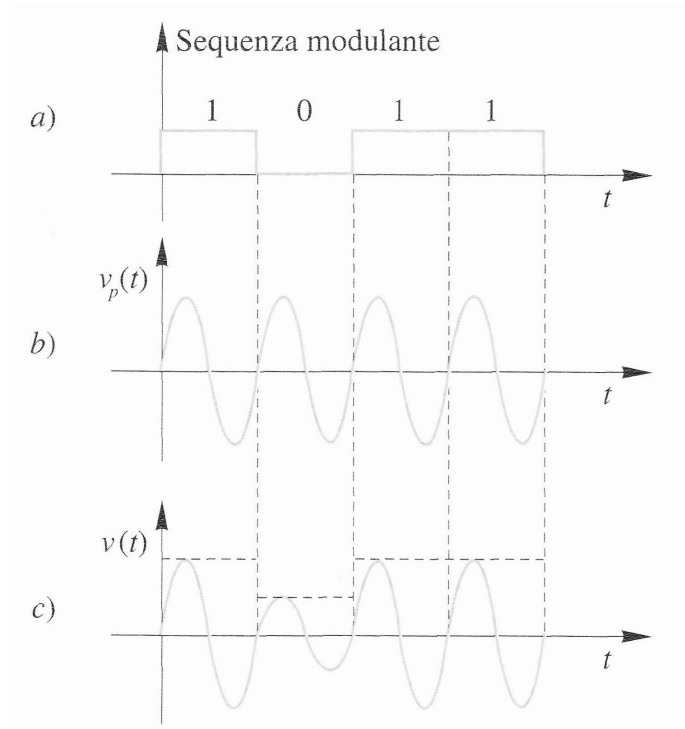 Sequenza modulante
a)
1 0 1 1
t
v_p(t)
b)
t
v(t)
c)
t